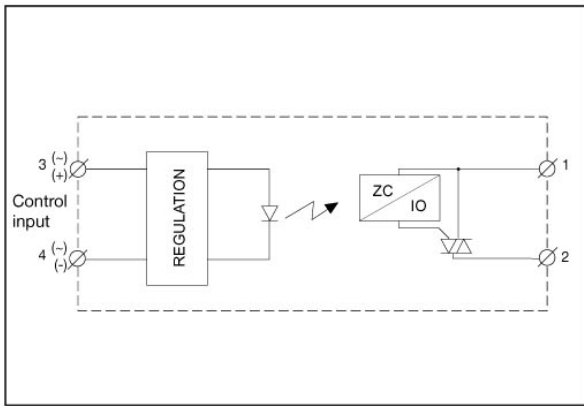 3 (~)
(+)
Control
input
4 (~)
(-)
REGULATION
ZC
IO
1
2